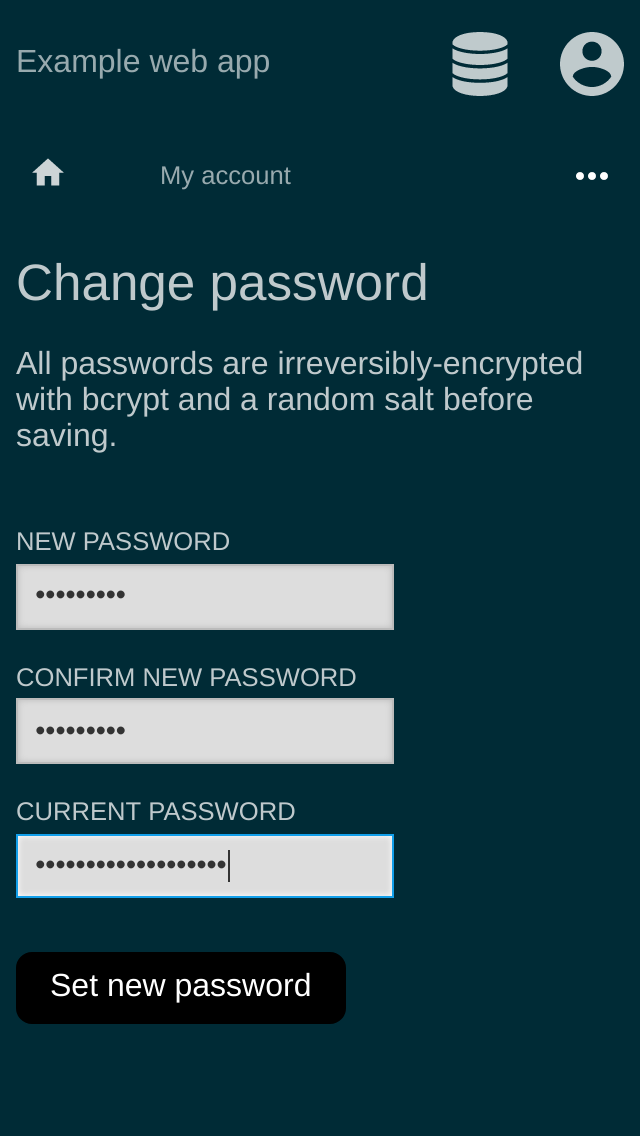 Example web app
My account
Change password
All passwords are irreversibly-encrypted
with bcrypt and a random salt before
saving.
NEW PASSWORD
•••••••••
CONFIRM NEW PASSWORD
•••••••••
CURRENT PASSWORD
•••••••••••••••••••
Set new password